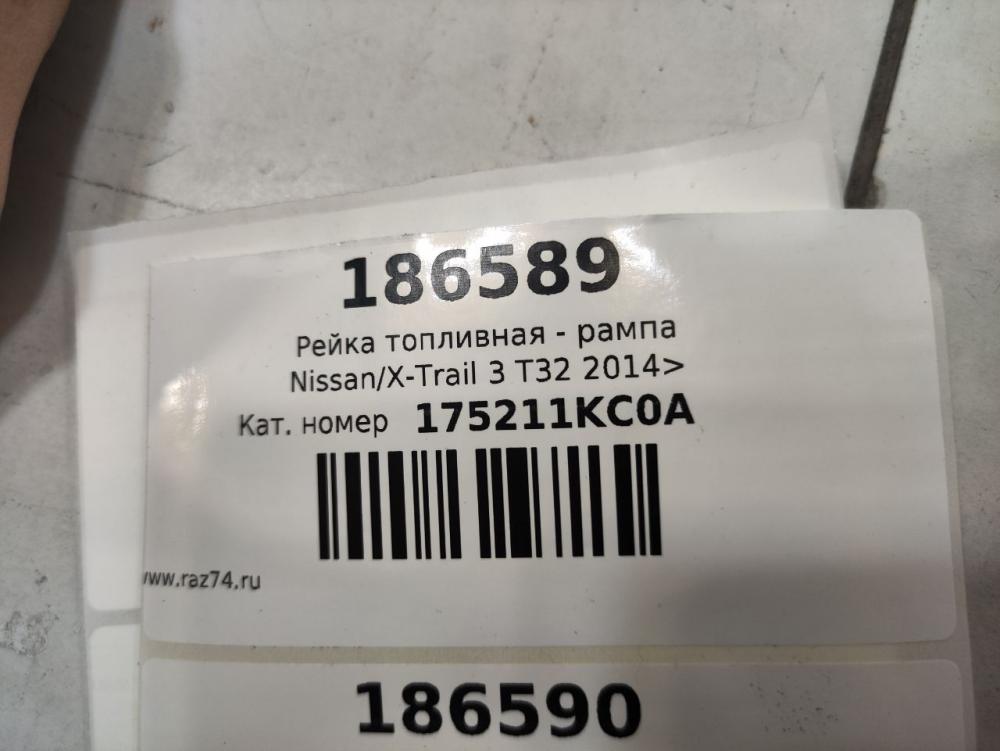 186589
Рейка топливная - рампа
Nissan/X-Trail 3 T32 2014>
Кат. номер 175211KC0A
www.raz74.ru
186590